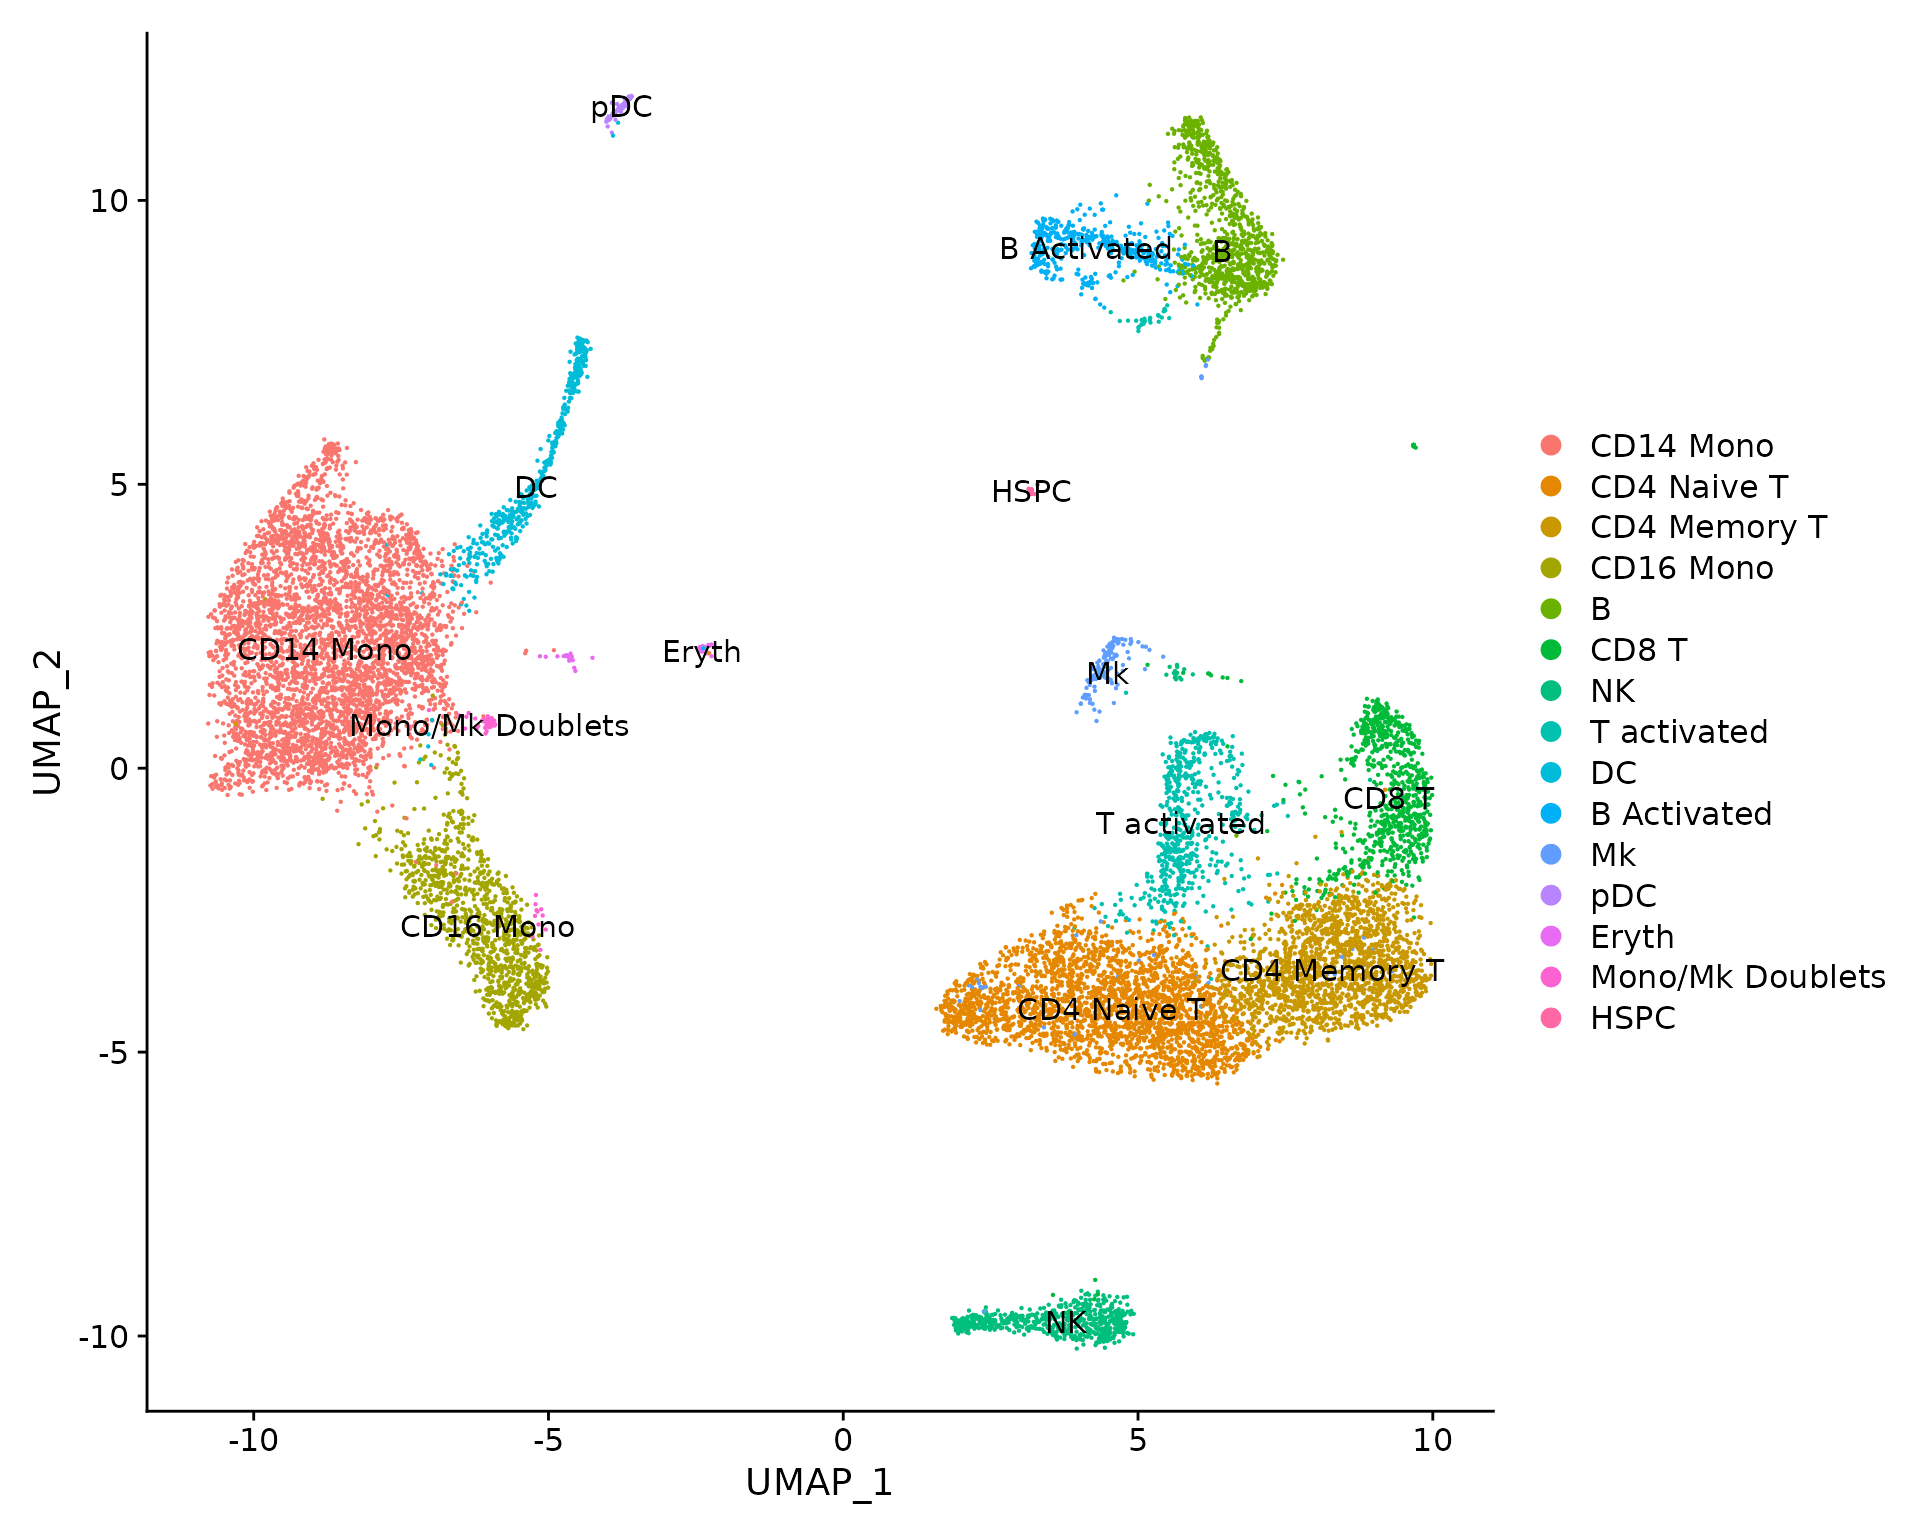 pDC
B Activated
B
DC
HSPC
CD14 Mono
Eryth
Mk
Mono/Mk Doublets
CD8 T
T activated
CD16 Mono
CD4 Memory T
CD4 Naive T
NK
10
5
0
-5
-10
UMAP_2
-10
-5
0
5
10
UMAP_1
CD14 Mono
CD4 Naive T
CD4 Memory T
CD16 Mono
B
CD8 T
NK
T activated
DC
B Activated
Mk
pDC
Eryth
Mono/Mk Doublets
HSPC